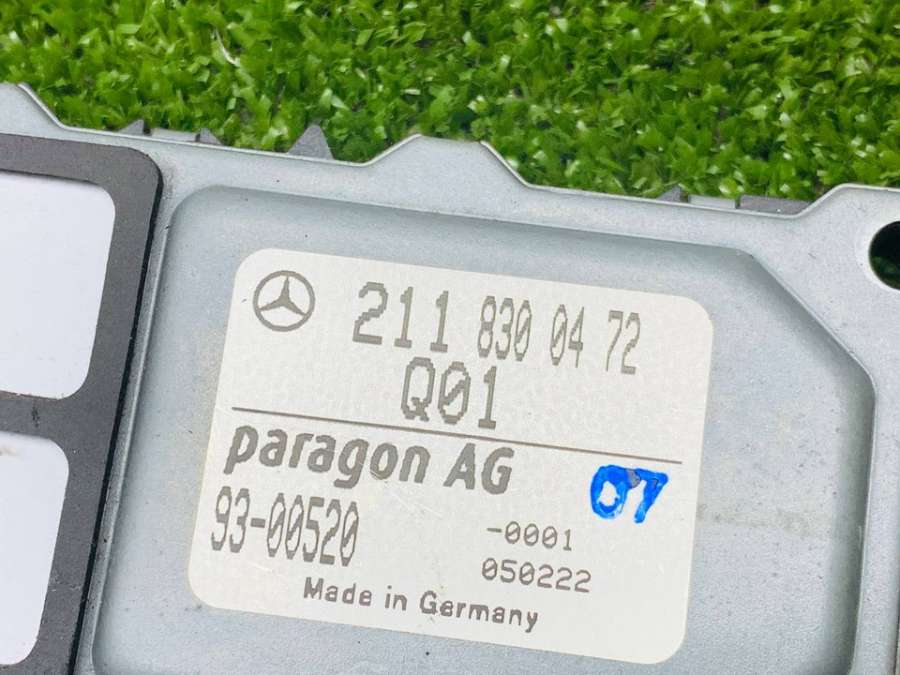 211 830 04 72
Q01
paragon AG
07
93-00520
-0001
050222
Made in Germany